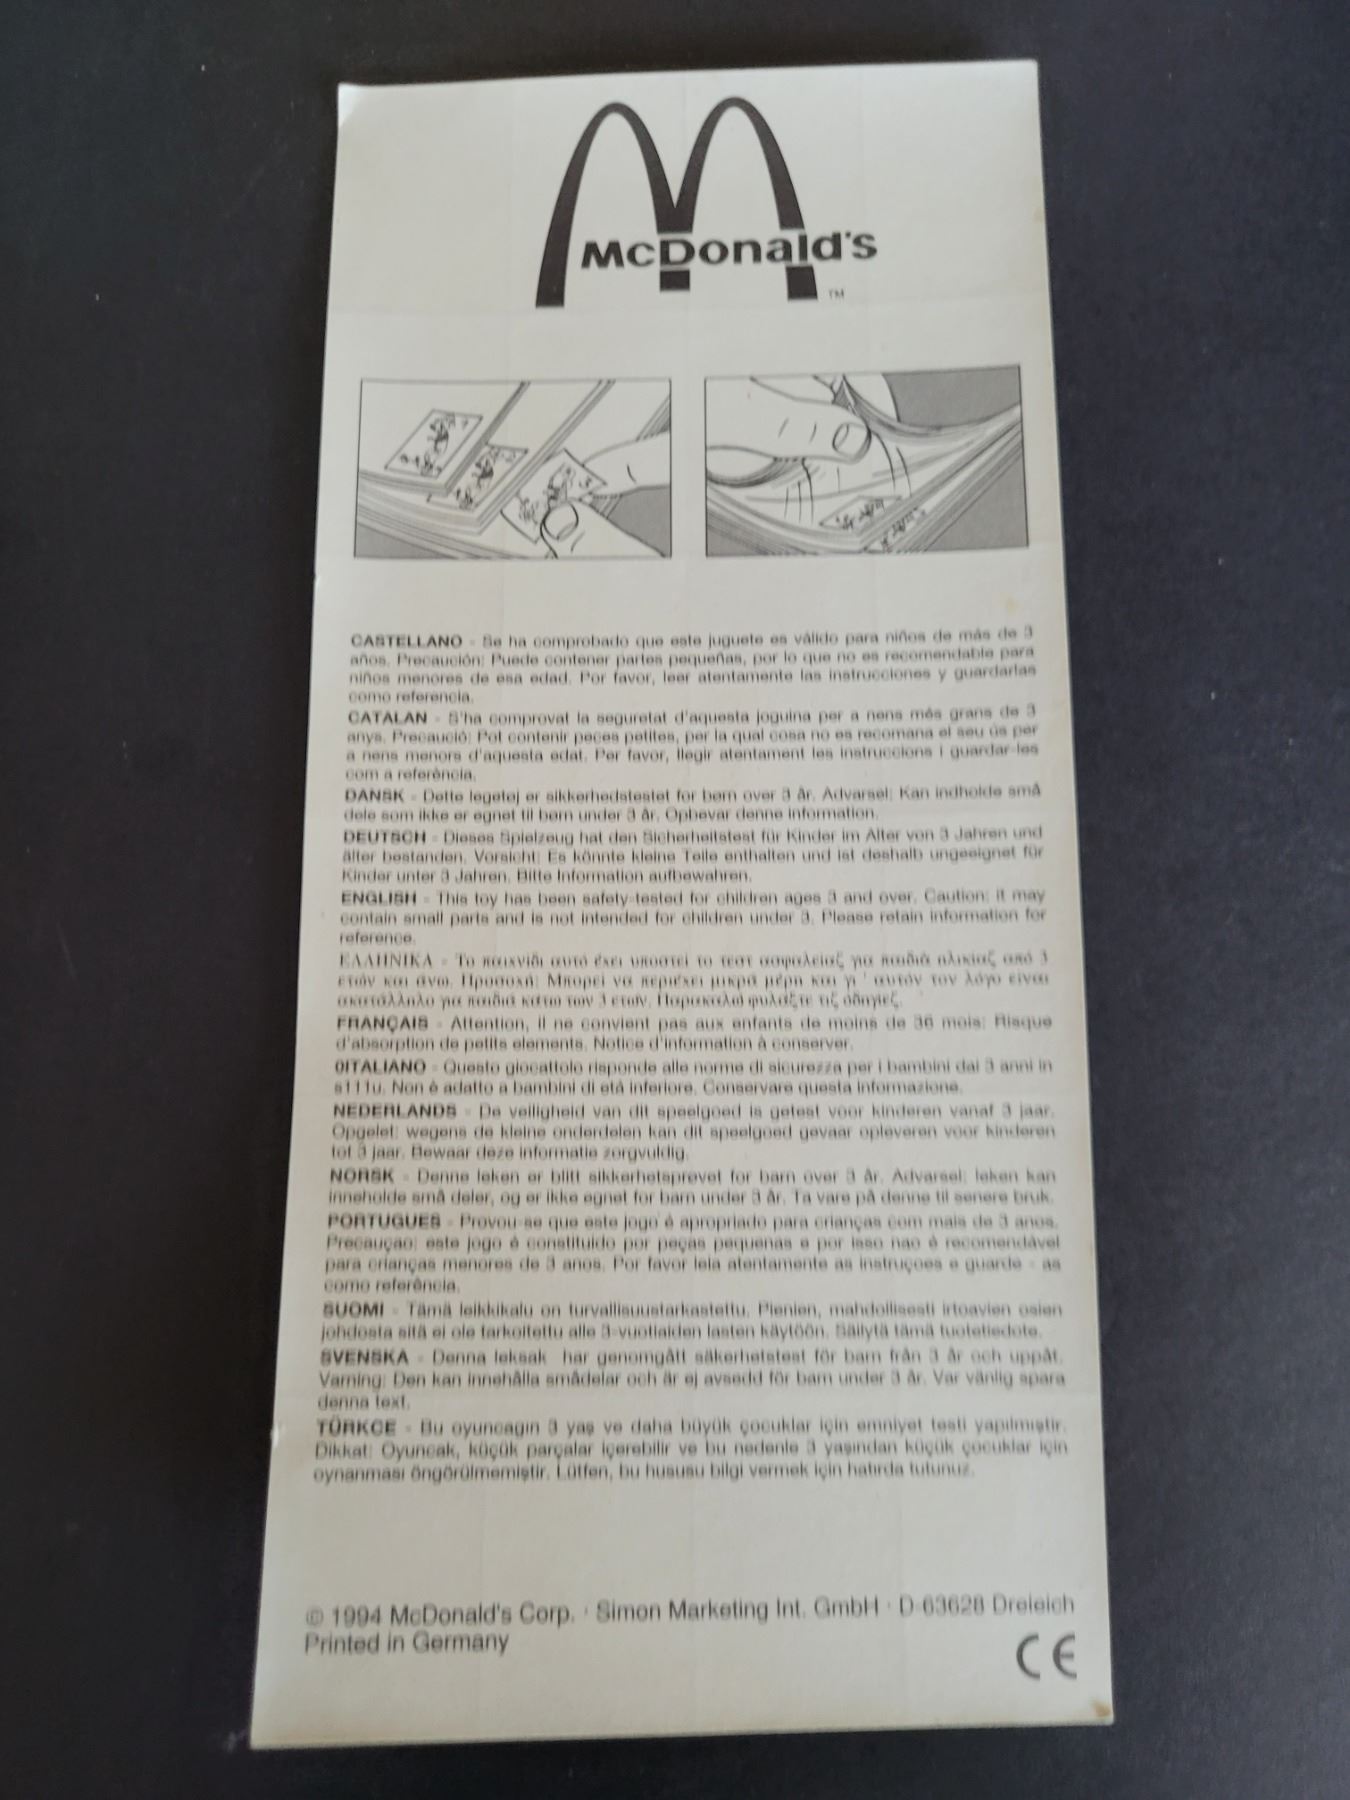 McDonald's
TM
CASTELLANO - Se ha comprobado que este juguete es válido para niños de más de 3
años. Precaución: Puede contener partes pequeñas, por lo que no es recomendable para
niños menores de esa edad. Por favor, leer atentamente las instrucciones y guardarlas
como referencia.
CATALAN - S'ha comprovat la seguretat d'aquesta joguina per a nens més grans de 3
anys. Precaució: Pot contenir peces petites, per la qual cosa no es recomana el seu ús per
a nens menors d'aquesta edat. Per favor, llegir atentament les instruccions i guardar-les
com a referència.
DANSK - Dette legetøj er sikkerhedstestet for børn over 3 år. Advarsel: Kan indholde små
dele som ikke er egnet til børn under 3 år. Opbevar denne information.
DEUTSCH - Dieses Spielzeug hat den Sicherheitstest für Kinder im Alter von 3 Jahren und
älter bestanden. Vorsicht: Es könnte kleine Teile enthalten und ist deshalb ungeeignet für
Kinder unter 3 Jahren. Bitte Information aufbewahren.
ENGLISH - This toy has been safety-tested for children ages 3 and over. Caution: it may
contain small parts and is not intended for children under 3. Please retain information for
reference.
ΕΛΛΗΝΙΚΑ - Το παιχνίδι αυτό έχει υποστεί το τεστ ασφαλείας για παιδιά ηλικίας από 3
ετών και άνω. Προσοχή: Μπορεί να περιέχει μικρά μέρη και γι ' αυτόν τον λόγο είναι
ακατάλληλο για παιδιά κάτω των 3 ετών. Παρακαλώ φυλάξτε τις οδηγίες.
FRANÇAIS - Attention, il ne convient pas aux enfants de moins de 36 mois: Risque
d'absorption de petits elements. Notice d'information à conserver.
0ITALIANO - Questo giocattolo risponde alle norme di sicurezza per i bambini dai 3 anni in
s111u. Non è adatto a bambini di età inferiore. Conservare questa informazione.
NEDERLANDS - De veiligheid van dit speelgoed is getest voor kinderen vanaf 3 jaar.
Opgelet: wegens de kleine onderdelen kan dit speelgoed gevaar opleveren voor kinderen
tot 3 jaar. Bewaar deze informatie zorgvuldig.
NORSK - Denne leken er blitt sikkerhetsprøvet for barn over 3 år. Advarsel: leken kan
inneholde små deler, og er ikke egnet for barn under 3 år. Ta vare på denne til senere bruk.
PORTUGUES - Provou-se que este jogo é apropriado para crianças com mais de 3 anos.
Precauçao: este jogo é constituido por peças pequenas e por isso nao é recomendável
para crianças menores de 3 anos. Por favor leia atentamente as instruçoes e guarde - as
como referência.
SUOMI - Tämä leikkikalu on turvallisuustarkastettu. Pienien, mahdollisesti irtoavien osien
johdosta sitä ei ole tarkoitettu alle 3-vuotiaiden lasten käytöön. Säilytä tämä tuotetiedote.
SVENSKA - Denna leksak har genomgått säkerhetstest för barn från 3 år och uppåt.
Varning: Den kan innehålla smådelar och är ej avsedd för barn under 3 år. Var vänlig spara
denna text.
TÜRKCE - Bu oyuncagın 3 yaş ve daha büyük çocuklar için emniyet testi yapılmıştir.
Dikkat: Oyuncak, küçük parçalar içerebilir ve bu nedenle 3 yaşından küçük çocuklar için
oynanması öngörülmemiştir. Lütfen, bu hususu bilgi vermek için hatırda tutunuz.
© 1994 McDonald's Corp. · Simon Marketing Int. GmbH · D-63628 Dreieich
Printed in Germany
CE